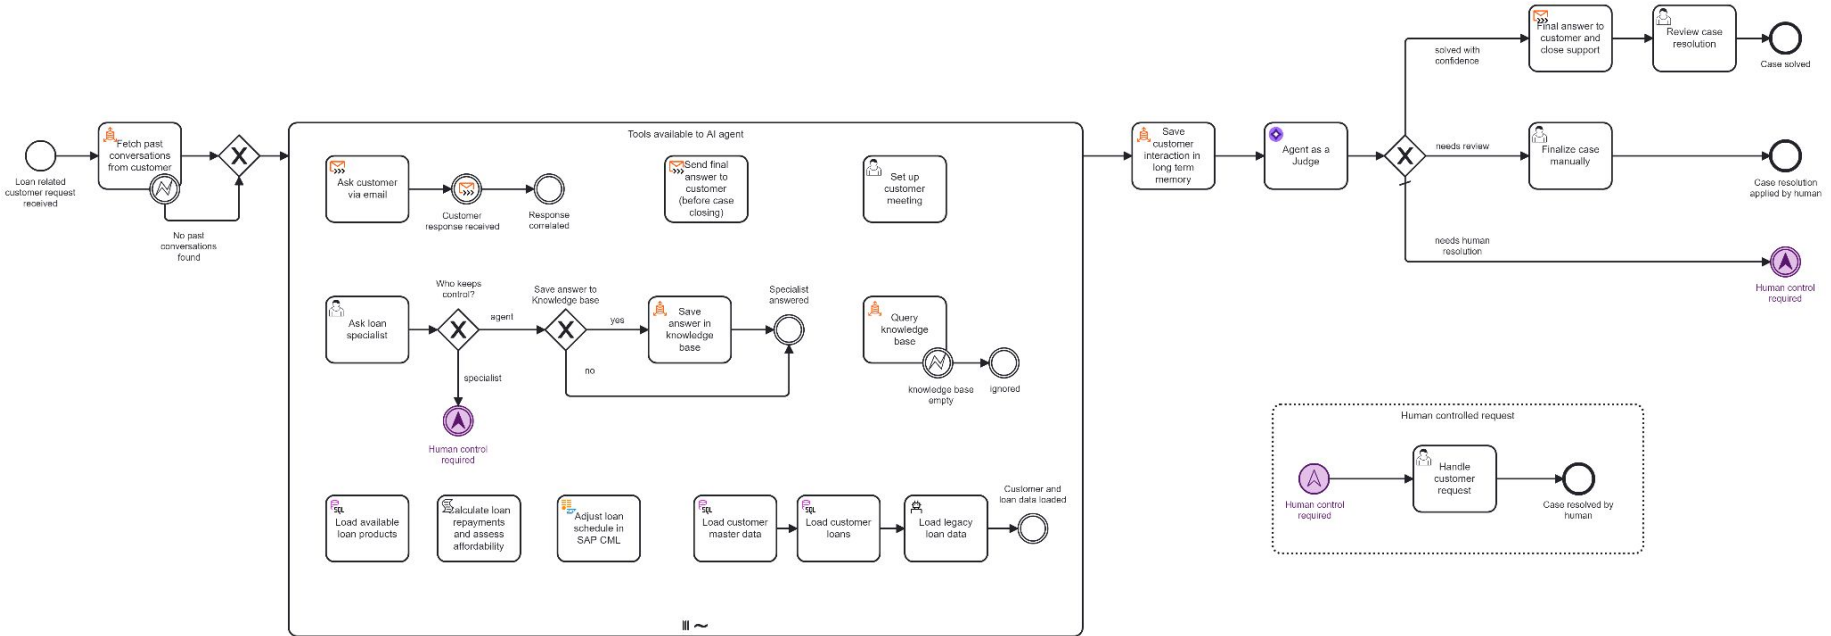 Final answer to
customer and
close support
Review case
resolution
solved with
confidence
Case solved
Loan related
customer request
received
Fetch past
conversations
from customer
No past
conversations
found
Tools available to AI agent
Ask customer
via email
Customer
response received
Response
correlated
Send final
answer to
customer
(before case
closing)
Set up
customer
meeting
Ask loan
specialist
Who keeps
control?
agent
specialist
Human control
required
Save answer to
Knowledge base
yes
no
Save
answer in
knowledge
base
Specialist
answered
Query
knowledge
base
knowledge base
empty
ignored
SQL
Load available
loan products
Calculate loan
repayments
and assess
affordability
Adjust loan
schedule in
SAP CML
SQL
Load customer
master data
SQL
Load customer
loans
Load legacy
loan data
Customer and
loan data loaded
Save
customer
interaction in
long term
memory
Agent as a
Judge
needs review
Finalize case
manually
Case resolution
applied by human
needs human
resolution
Human control
required
Human controlled request
Human control
required
Handle
customer
request
Case resolved by
human